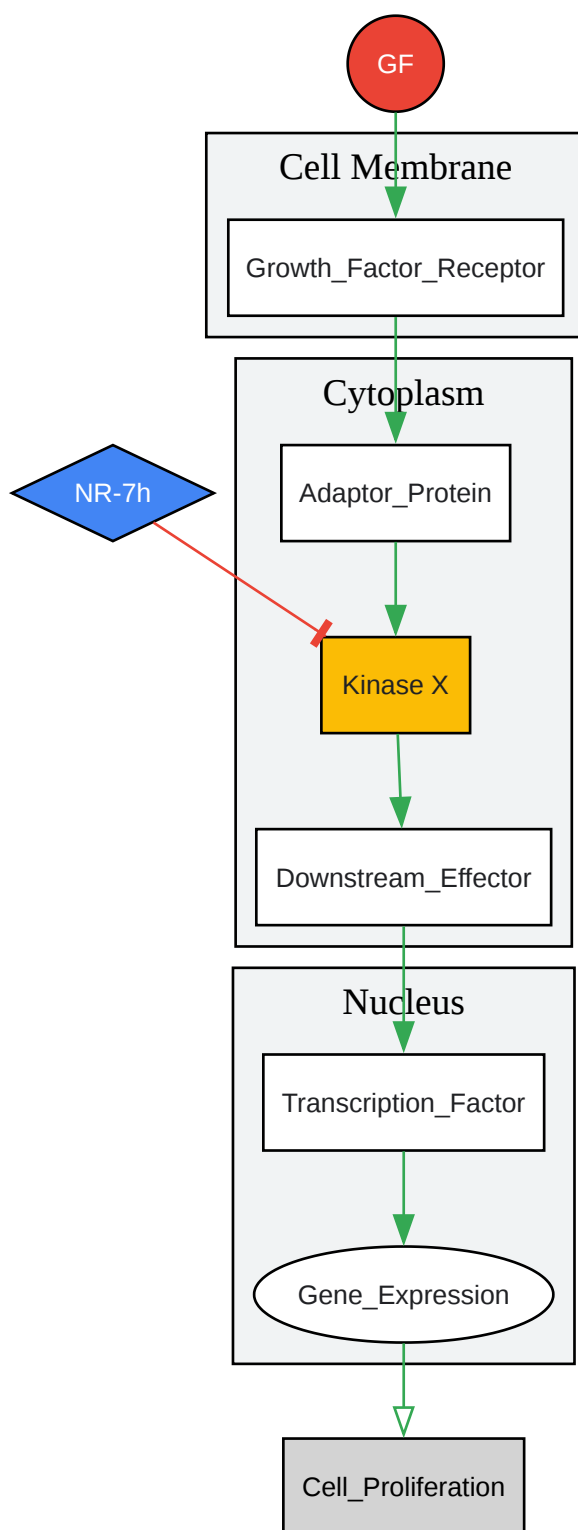 GF
Cell Membrane
Growth_Factor_Receptor
Cytoplasm
NR-7h
Adaptor_Protein
Kinase X
Downstream_Effector
Nucleus
Transcription_Factor
Gene_Expression
Cell_Proliferation